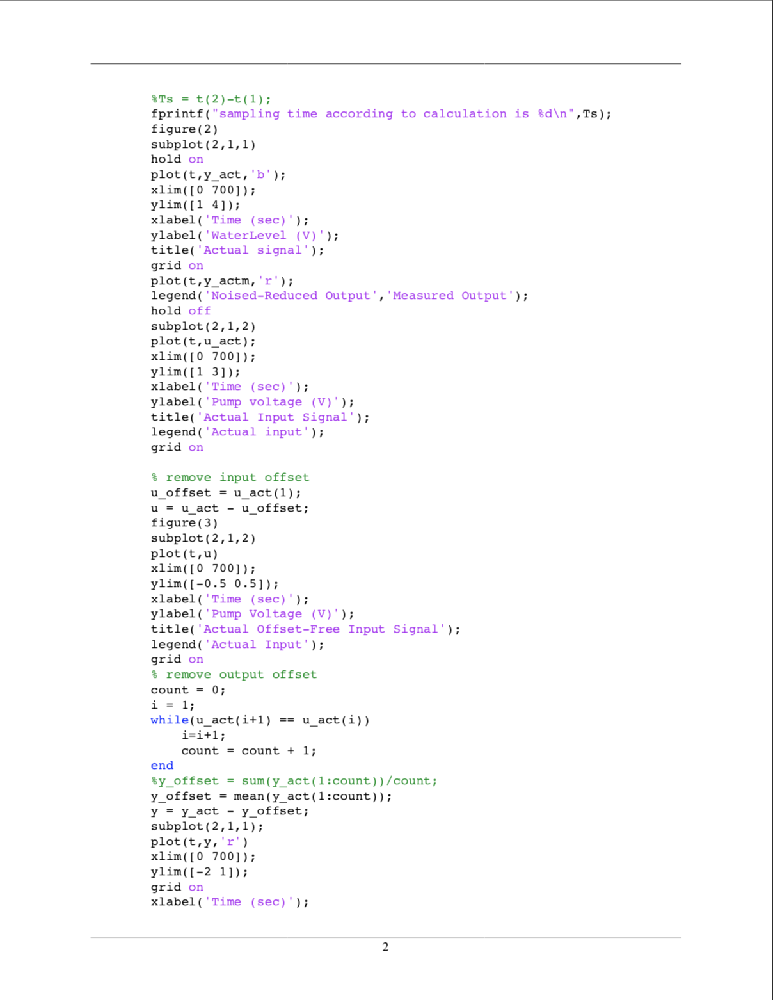 %Ts = t(2)-t(1);
fprintf("sampling time according to calculation is %d\n",Ts);
figure(2)
subplot(2,1,1)
hold on
plot(t,y_act,'b');
xlim([0 700]);
ylim([1 4]);
xlabel('Time (sec)');
ylabel('WaterLevel (V)');
title('Actual signal');
grid on
plot(t,y_actm,'r');
legend('Noised-Reduced Output','Measured Output');
hold off
subplot(2,1,2)
plot(t,u_act);
xlim([0 700]);
ylim([1 3]);
xlabel('Time (sec)');
ylabel('Pump voltage (V)');
title('Actual Input Signal');
legend('Actual input');
grid on

% remove input offset
u_offset = u_act(1);
u = u_act - u_offset;
figure(3)
subplot(2,1,2)
plot(t,u)
xlim([0 700]);
ylim([-0.5 0.5]);
xlabel('Time (sec)');
ylabel('Pump Voltage (V)');
title('Actual Offset-Free Input Signal');
legend('Actual Input');
grid on
% remove output offset
count = 0;
i = 1;
while(u_act(i+1) == u_act(i))
    i=i+1;
    count = count + 1;
end
%y_offset = sum(y_act(1:count))/count;
y_offset = mean(y_act(1:count));
y = y_act - y_offset;
subplot(2,1,1);
plot(t,y,'r')
xlim([0 700]);
ylim([-2 1]);
grid on
xlabel('Time (sec)');
2